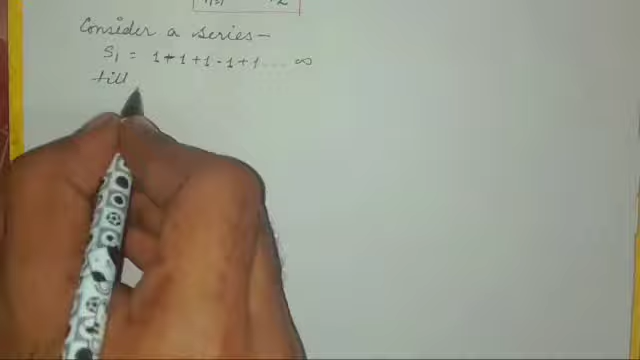 Consider a series-
S₁ = 1+1+1-1+1.... ∞
till